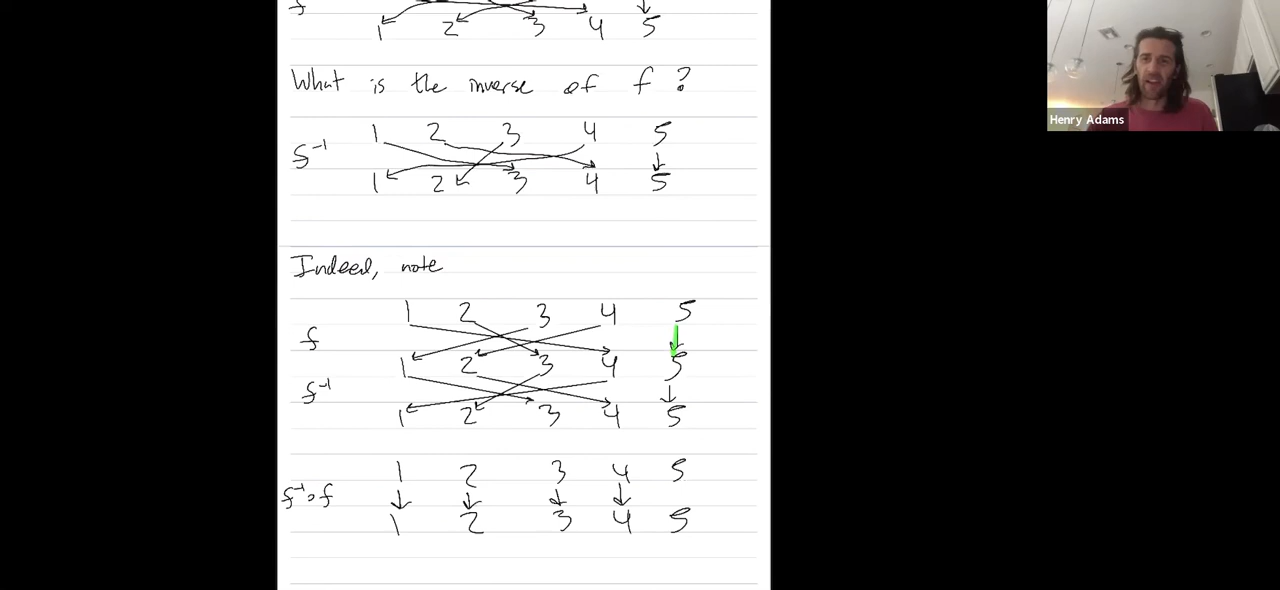 f
1 2 3 4 5
What is the inverse of f ?
Henry Adams
1 2 3 4 5
f⁻¹
1 2 3 4 5
Indeed, note
1 2 3 4 5
f
1 2 3 4 5
f⁻¹
1 2 3 4 5
1 2 3 4 5
f⁻¹∘f
1 2 3 4 5